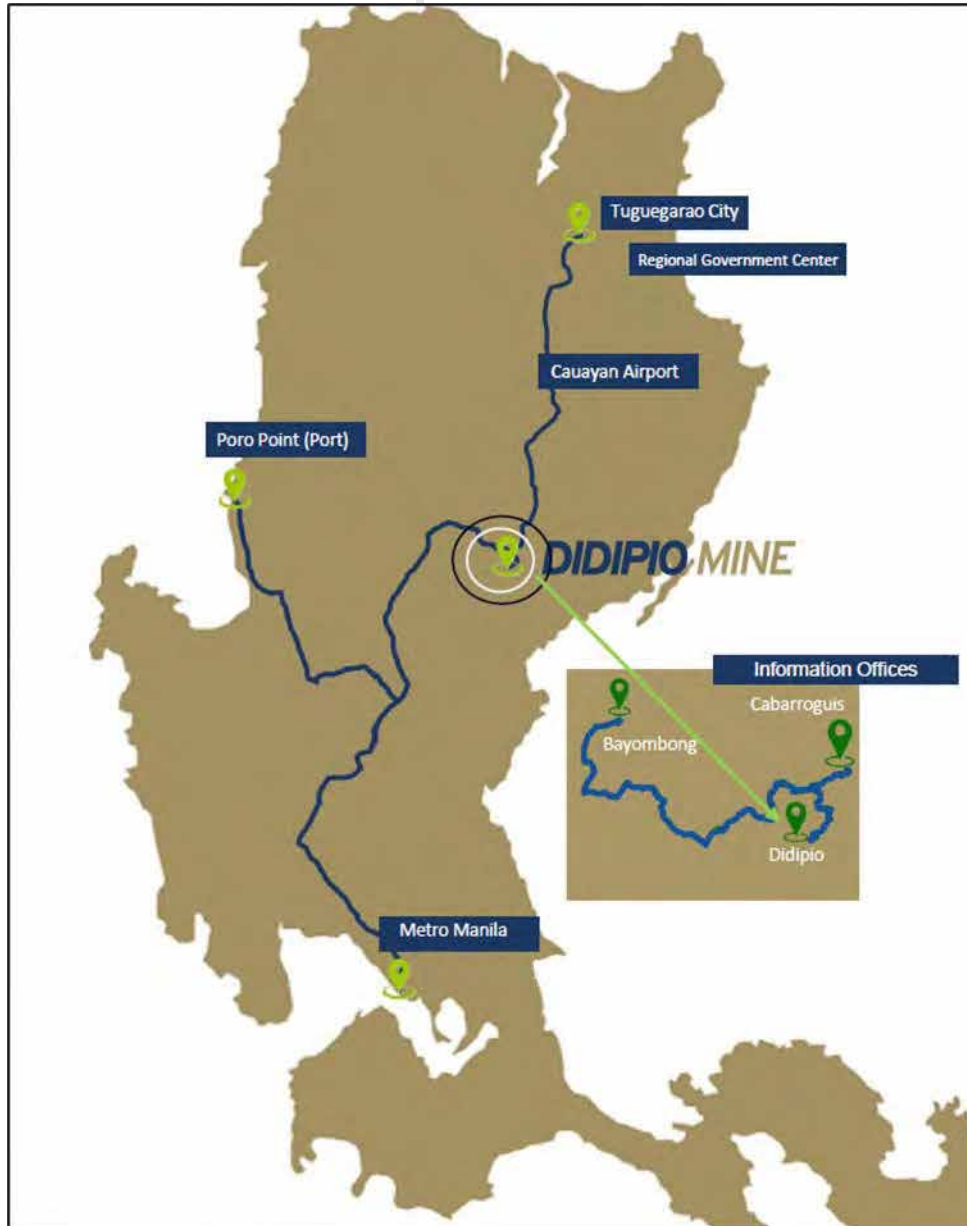 Tuguegarao City
Regional Government Center
Cauayan Airport
Poro Point (Port)
DIDIPIO MINE
Information Offices
Cabarroguis
Bayombong
Didipio
Metro Manila